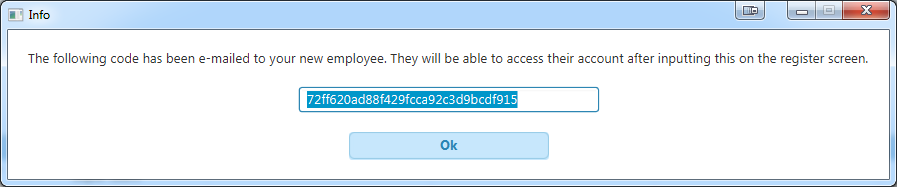 Info
The following code has been e-mailed to your new employee. They will be able to access their account after inputting this on the register screen.
72ff620ad88f429fcca92c3d9bcdf915
Ok